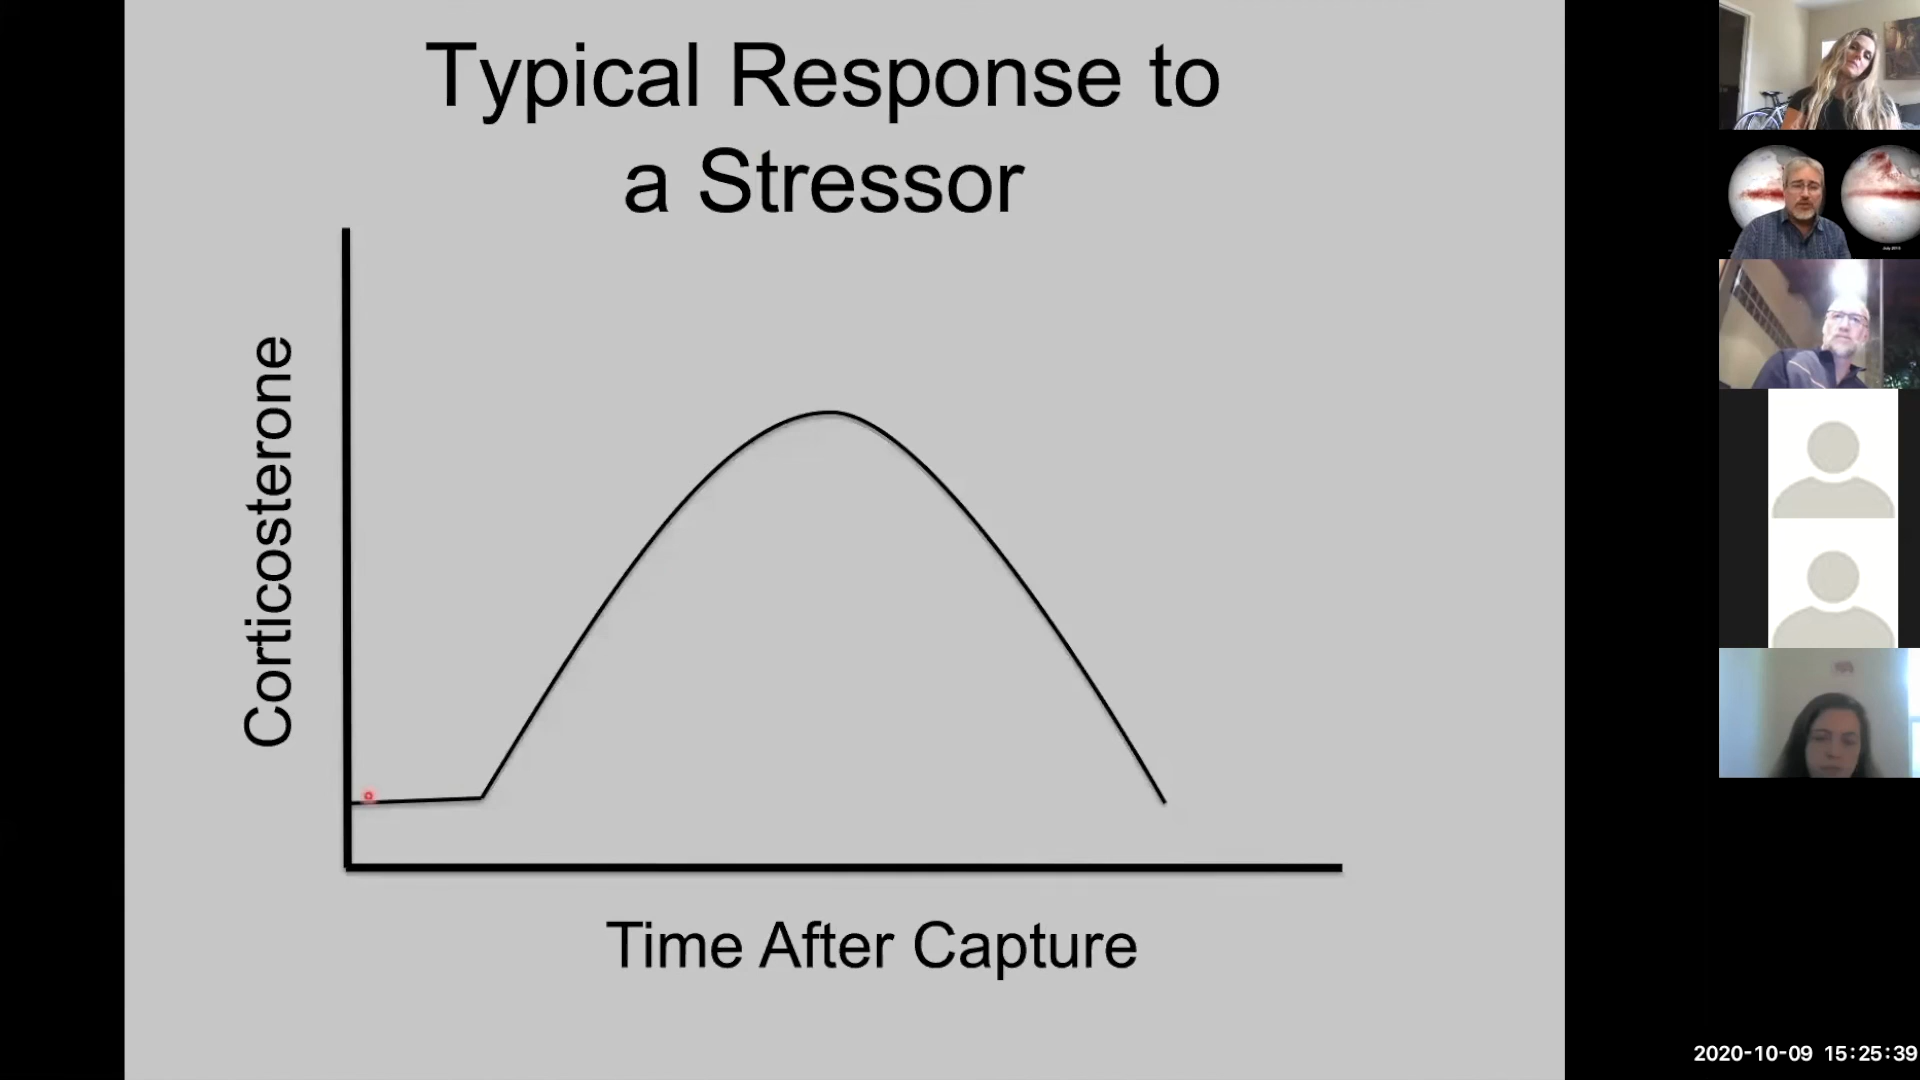 Typical Response to
a Stressor
Corticosterone
Time After Capture
2020-10-09 15:25:39